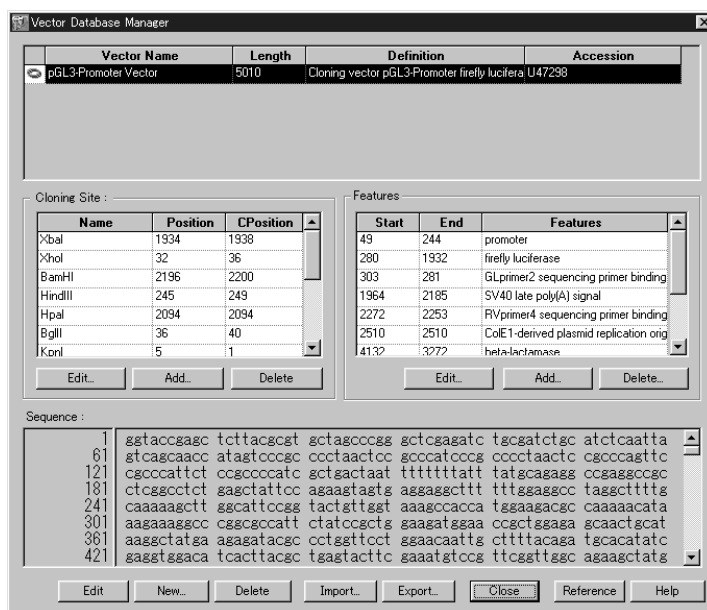 Vector Database Manager
Vector Name Length Definition Accession
pGL3-Promoter Vector 5010 Cloning vector pGL3-Promoter firefly lucifera U47298
Cloning Site :
Name Position CPosition
XbaI 1934 1938
XhoI 32 36
BamHI 2196 2200
HindIII 245 249
HpaI 2094 2094
BglII 36 40
KpnI 5 1
Edit... Add... Delete
Features
Start End Features
49 244 promoter
280 1932 firefly luciferase
303 281 GLprimer2 sequencing primer binding
1964 2185 SV40 late poly(A) signal
2272 2253 RVprimer4 sequencing primer binding
2510 2510 ColE1-derived plasmid replication orig
4132 3272 beta-lactamase
Edit... Add... Delete...
Sequence :
1 ggtaccgagc tcttacgcgt gctagcccgg gctcgagatc tgcgatctgc atctcaatta
61 gtcagcaacc atagtcccgc ccctaactcc gcccatcccg cccctaactc cgcccagttc
121 cgcccattct ccgccccatc gctgactaat tttttttatt tatgcagagg ccgaggccgc
181 ctcggcctct gagctattcc agaagtagtg aggaggcttt tttggaggcc taggcttttg
241 caaaaagctt ggcattccgg tactgttggt aaagccacca tggaagacgc caaaaacata
301 aagaaaggcc cggcgccatt ctatccgctg gaagatggaa ccgctggaga gcaactgcat
361 aaggctatga agagatacgc cctggttcct ggaacaattg cttttacaga tgcacatatc
421 gaggtggaca tcacttacgc tgagtacttc gaaatgtccg ttcggttggc agaagctatg
Edit New... Delete Import... Export... Close Reference Help